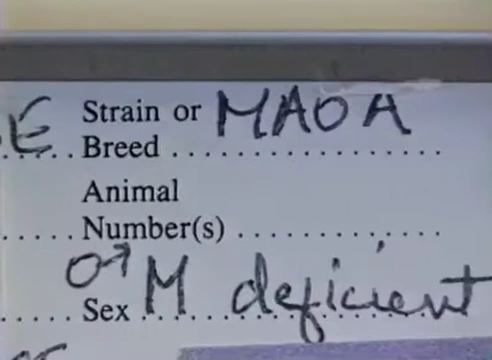 E Strain or MAOA
..... Breed ..................
Animal
..... Number(s) ..............
♂ M deficient
..... Sex ..................